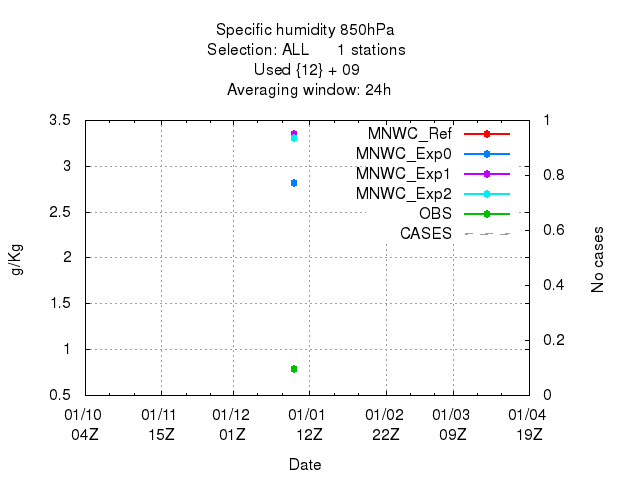 Specific humidity 850hPa
Selection: ALL 1 stations
Used {12} + 09
Averaging window: 24h
3.5
3
2.5
2
1.5
1
0.5
g/Kg
MNWC_Ref
MNWC_Exp0
MNWC_Exp1
MNWC_Exp2
OBS
CASES
1
0.8
0.6
0.4
0.2
0
No cases
01/10 01/11 01/12 01/01 01/02 01/03 01/04
04Z 15Z 01Z 12Z 22Z 09Z 19Z
Date